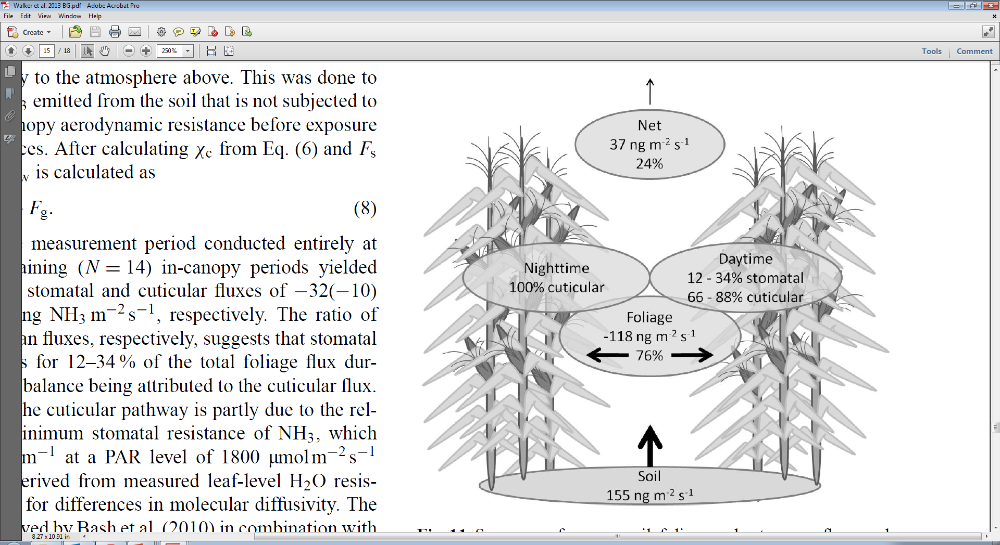 Walker et al. 2013 BG.pdf - Adobe Acrobat Pro
File Edit View Window Help
Create
15 / 18 250% Tools Comment
y to the atmosphere above. This was done to
3 emitted from the soil that is not subjected to
nopy aerodynamic resistance before exposure
ces. After calculating χc from Eq. (6) and Fs
w is calculated as
Fg. (8)
measurement period conducted entirely at
aining (N = 14) in-canopy periods yielded
stomatal and cuticular fluxes of −32(−10)
ng NH3 m−2 s−1, respectively. The ratio of
an fluxes, respectively, suggests that stomatal
s for 12–34 % of the total foliage flux dur-
balance being attributed to the cuticular flux.
he cuticular pathway is partly due to the rel-
inimum stomatal resistance of NH3, which
m−1 at a PAR level of 1800 μmol m−2 s−1
erived from measured leaf-level H2O resis-
for differences in molecular diffusivity. The
ved by Bash et al. (2010) in combination with
Net
37 ng m-2 s-1
24%
Nighttime
100% cuticular
Daytime
12 - 34% stomatal
66 - 88% cuticular
Foliage
-118 ng m-2 s-1
76%
Soil
155 ng m-2 s-1
8.27 x 10.91 in